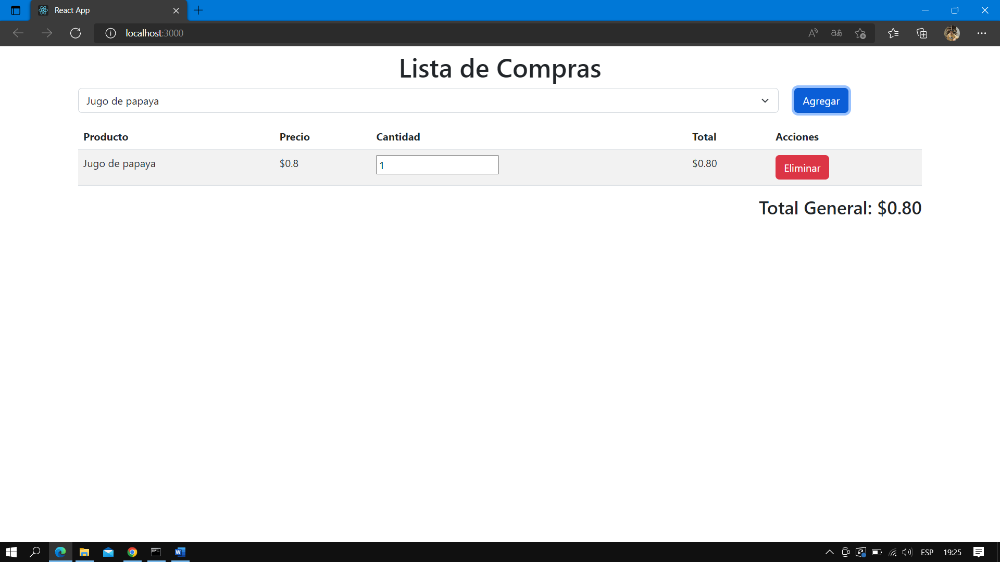 React App
localhost:3000
Lista de Compras
Jugo de papaya
Agregar
Producto Precio Cantidad Total Acciones
Jugo de papaya $0.8 1 $0.80 Eliminar
Total General: $0.80
ESP 19:25